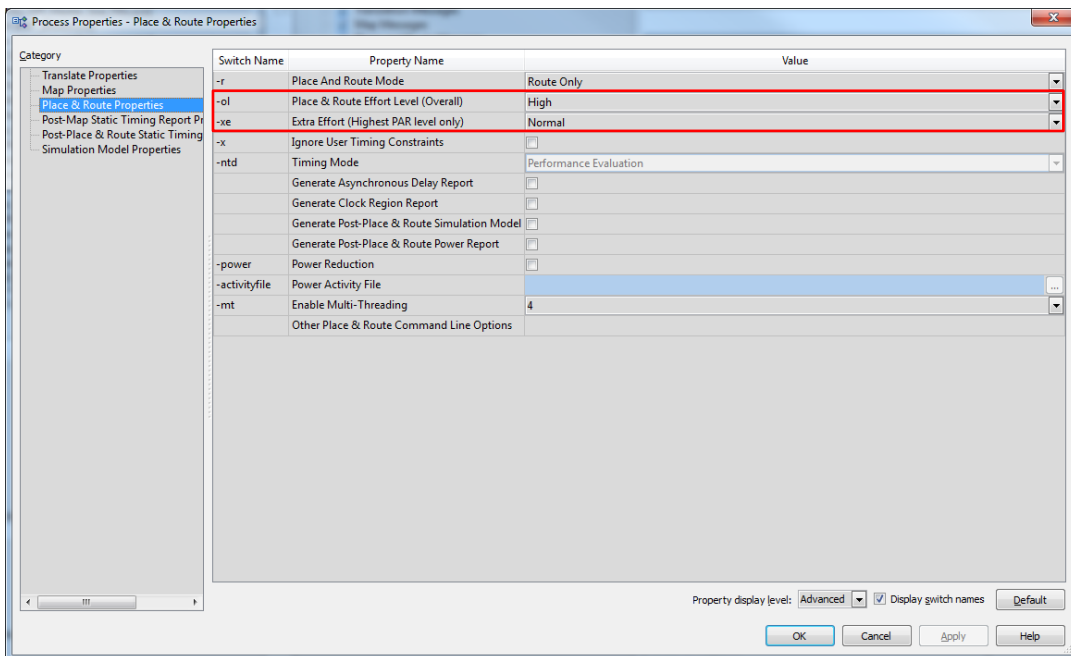 Process Properties - Place & Route Properties
Category
Translate Properties
Map Properties
Place & Route Properties
Post-Map Static Timing Report Pr
Post-Place & Route Static Timing
Simulation Model Properties
Switch Name Property Name Value
-r Place And Route Mode Route Only
-ol Place & Route Effort Level (Overall) High
-xe Extra Effort (Highest PAR level only) Normal
-x Ignore User Timing Constraints
-ntd Timing Mode Performance Evaluation
Generate Asynchronous Delay Report
Generate Clock Region Report
Generate Post-Place & Route Simulation Model
Generate Post-Place & Route Power Report
-power Power Reduction
-activityfile Power Activity File ...
-mt Enable Multi-Threading 4
Other Place & Route Command Line Options
Property display level: Advanced Display switch names Default
OK Cancel Apply Help